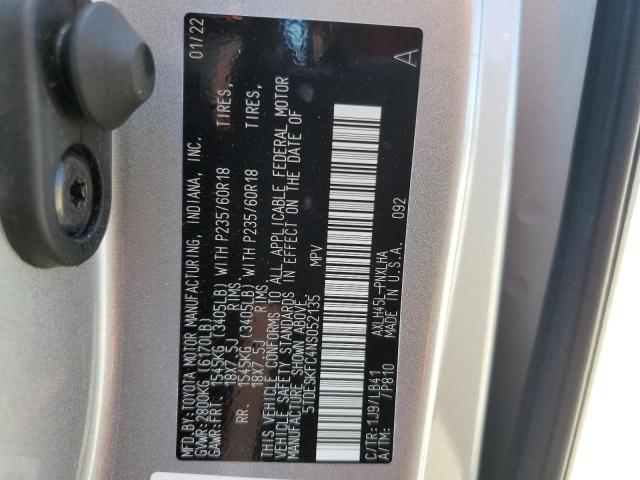 MFD.BY:TOYOTA MOTOR MANUFACTURING, INDIANA, INC. 01/22
GVWR:2800KG (6170LB)
GAWR:FRT. 1545KG (3405LB) WITH P235/60R18 TIRES,
18X7.5J RIMS,
RR. 1545KG (3405LB) WITH P235/60R18 TIRES,
18X7.5J RIMS
THIS VEHICLE CONFORMS TO ALL APPLICABLE FEDERAL MOTOR
VEHICLE SAFETY STANDARDS IN EFFECT ON THE DATE OF
MANUFACTURE SHOWN ABOVE.
5TDESKFC4NS052135 MPV A
C/TR:1J9/LB41 AXLH45L-PNXLHA 092
A/TM: /P810 MADE IN U.S.A.